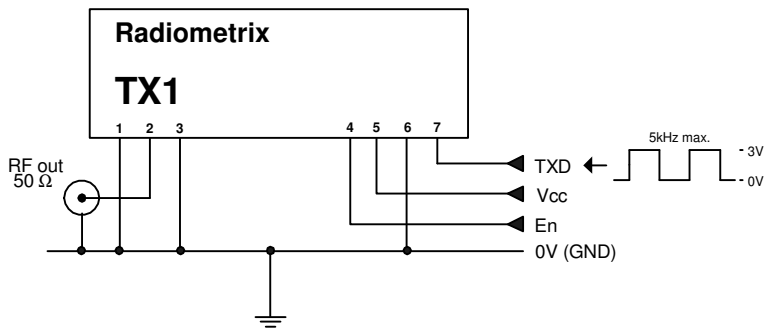 Radiometrix
TX1
1 2 3 4 5 6 7
RF out
50 Ω
5kHz max.
3V
0V
TXD
Vcc
En
0V (GND)